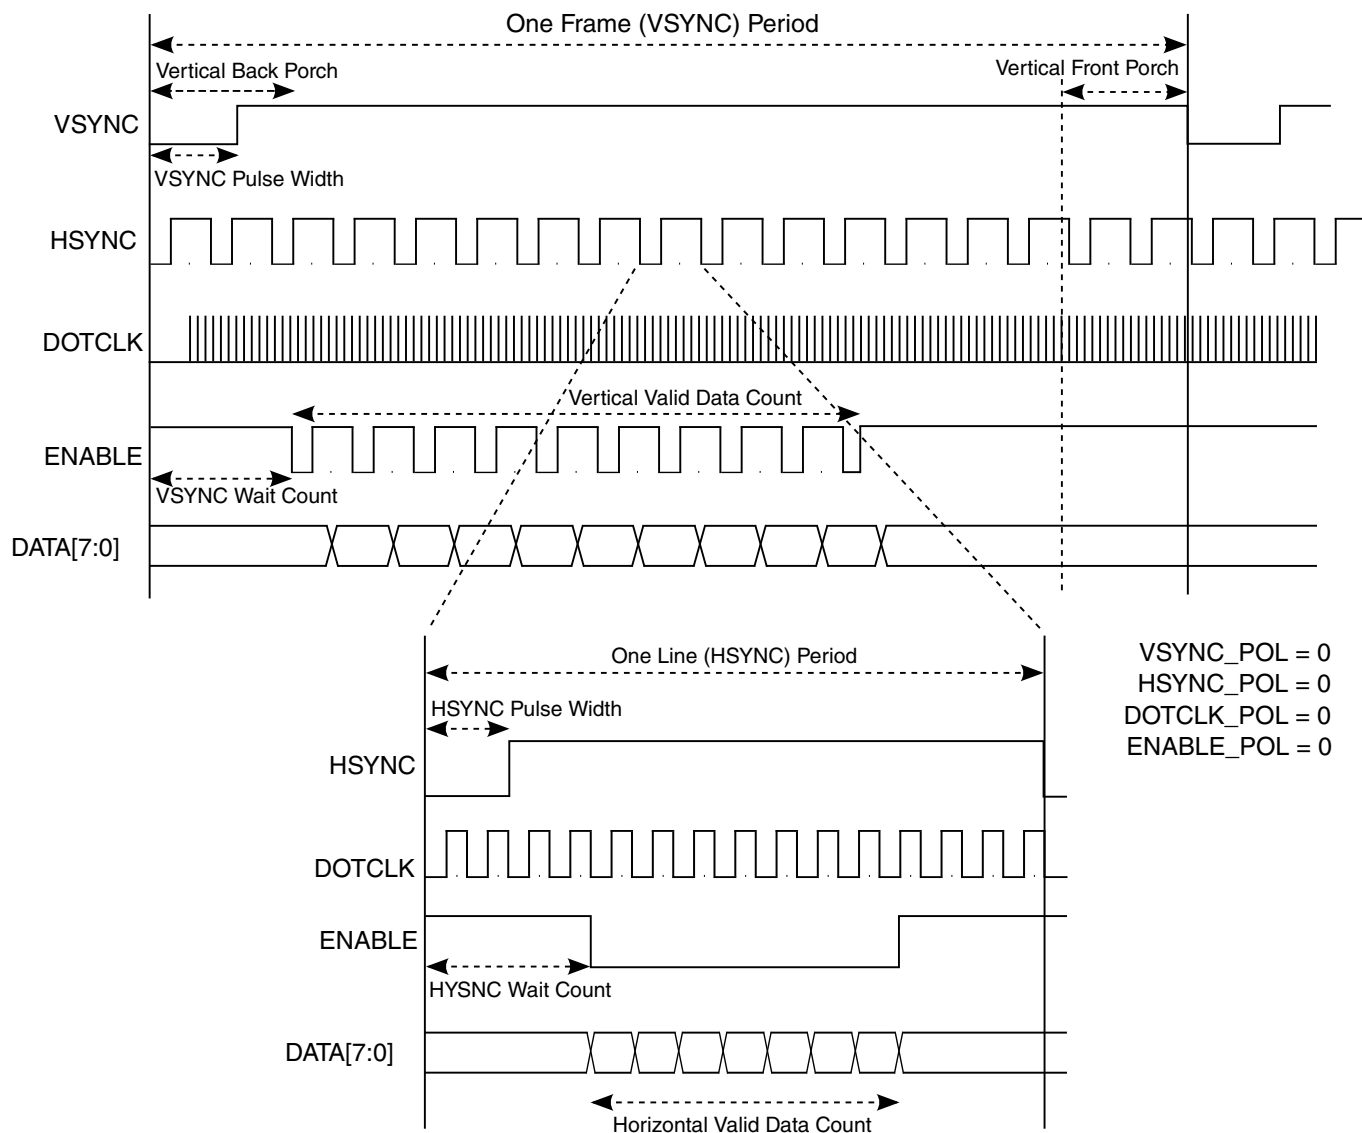 One Frame (VSYNC) Period
Vertical Back Porch
Vertical Front Porch
VSYNC
VSYNC Pulse Width
HSYNC
DOTCLK
Vertical Valid Data Count
ENABLE
VSYNC Wait Count
DATA[7:0]
One Line (HSYNC) Period
VSYNC_POL = 0
HSYNC_POL = 0
DOTCLK_POL = 0
ENABLE_POL = 0
HSYNC Pulse Width
HSYNC
DOTCLK
ENABLE
HYSNC Wait Count
DATA[7:0]
Horizontal Valid Data Count